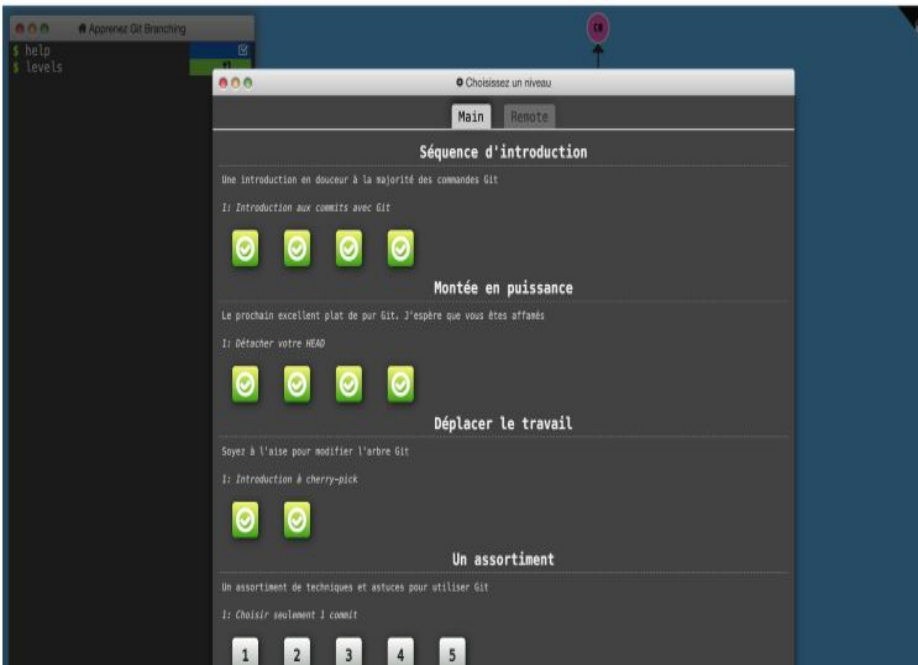 Apprenez Git Branching
$ help
$ levels
Choisissez un niveau
Main Remote
Séquence d'introduction
Une introduction en douceur à la majorité des commandes Git
1: Introduction aux commits avec Git
Montée en puissance
Le prochain excellent plat de pur Git. J'espère que vous êtes affamés
1: Détacher votre HEAD
Déplacer le travail
Soyez à l'aise pour modifier l'arbre Git
1: Introduction à cherry-pick
Un assortiment
Un assortiment de techniques et astuces pour utiliser Git
1: Choisir seulement 1 commit
1 2 3 4 5